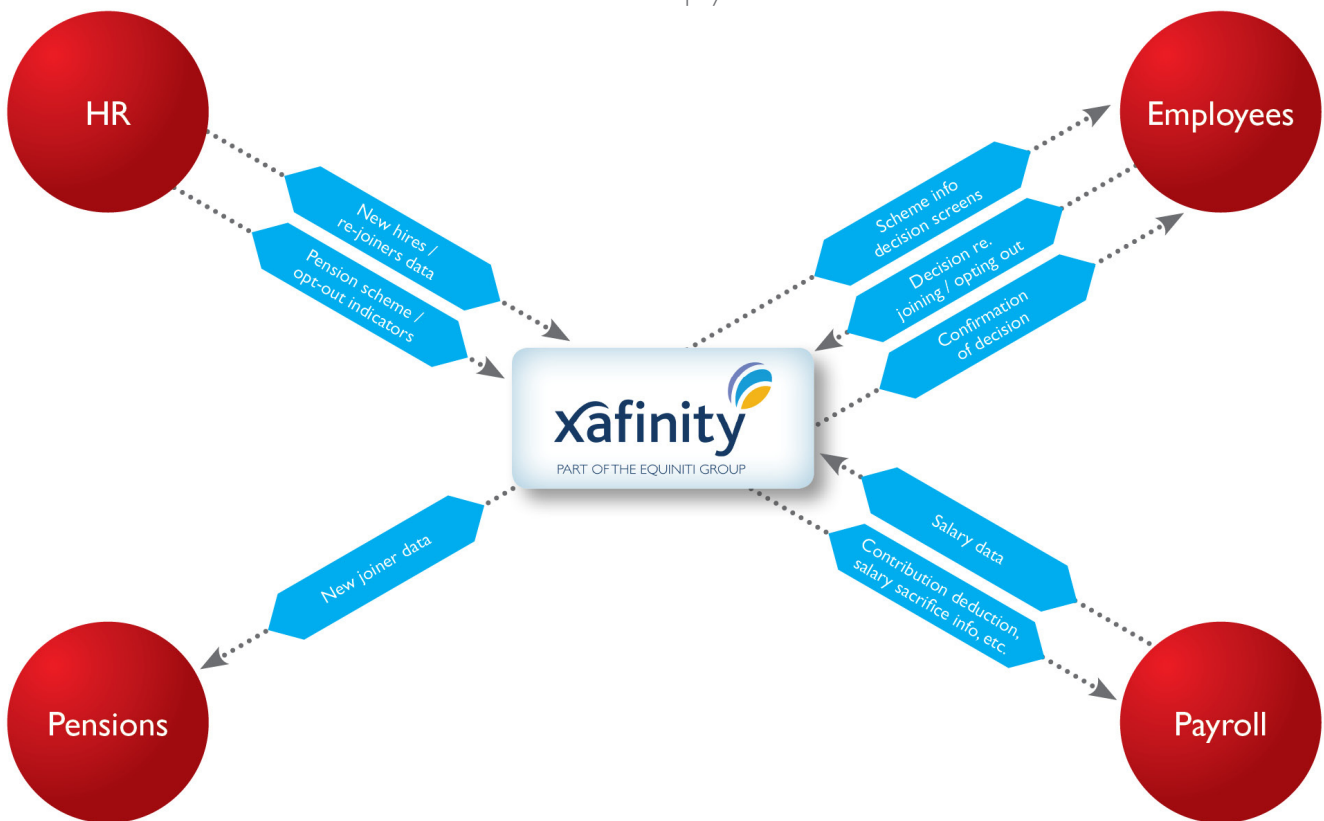 HR
Employees
New hires /
re-joiners data
Pension scheme /
opt-out indicators
Scheme info
decision screens
Decision re.
joining / opting out
Confirmation
of decision
xafinity
PART OF THE EQUINITI GROUP
New joiner data
Salary data
Contribution deduction,
salary sacrifice info, etc.
Pensions
Payroll